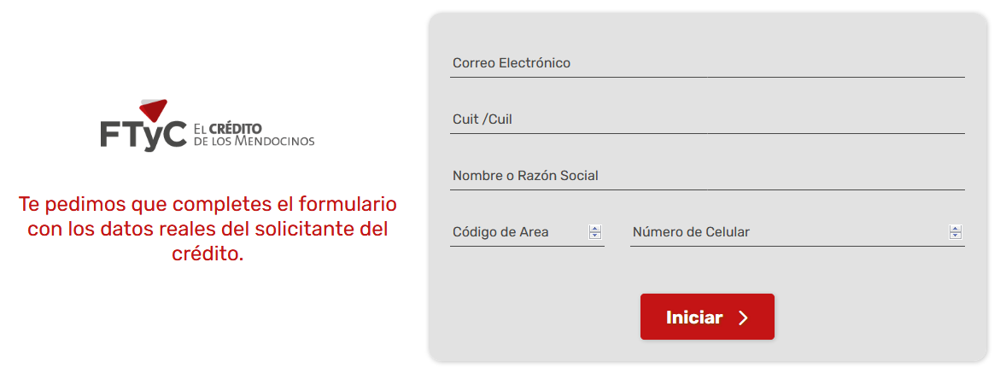 FTyC EL CRÉDITO
DE LOS MENDOCINOS
Te pedimos que completes el formulario
con los datos reales del solicitante del
crédito.
Correo Electrónico
Cuit /Cuil
Nombre o Razón Social
Código de Area
Número de Celular
Iniciar